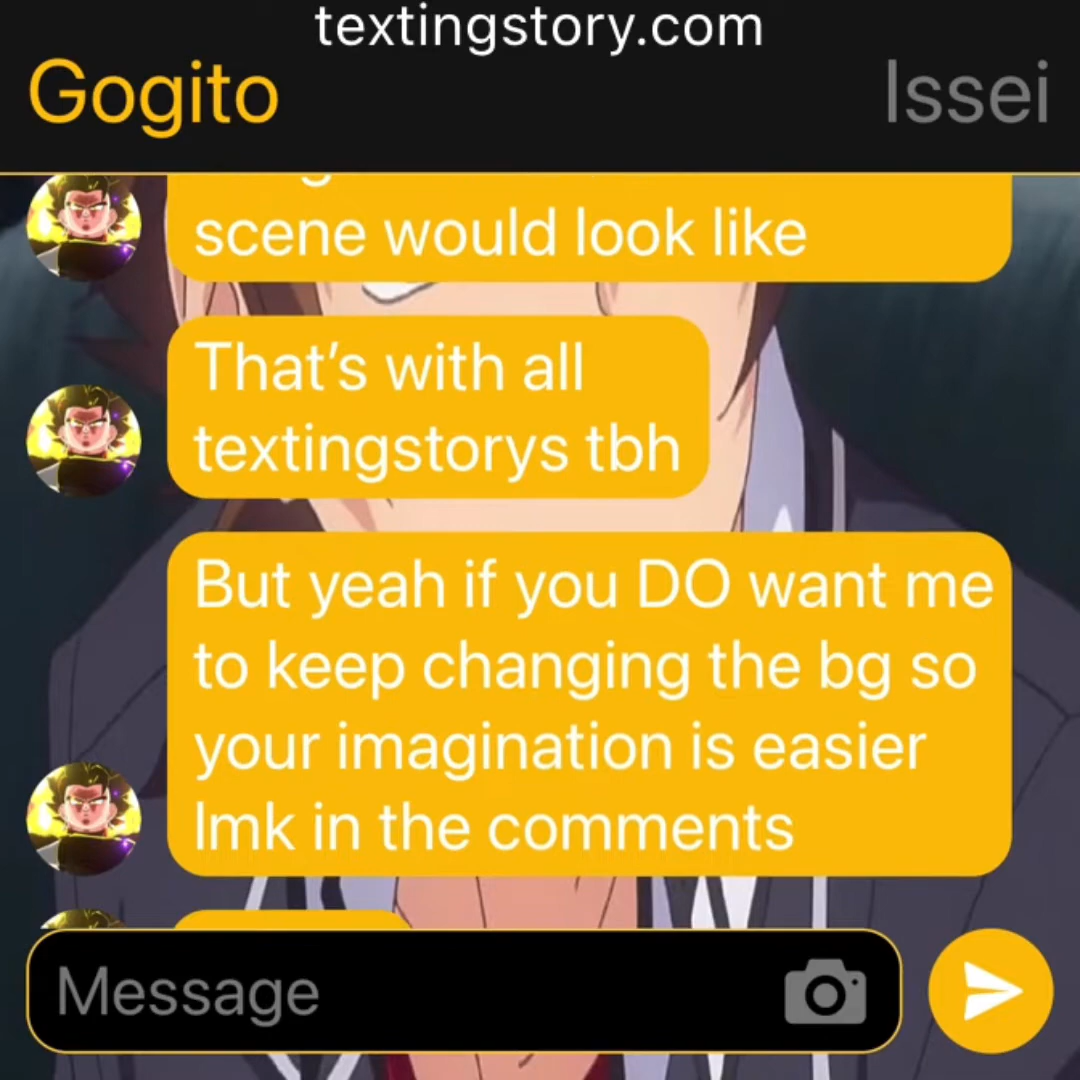 textingstory.com
Gogito
Issei
scene would look like
That's with all
textingstorys tbh
But yeah if you DO want me
to keep changing the bg so
your imagination is easier
lmk in the comments
Message